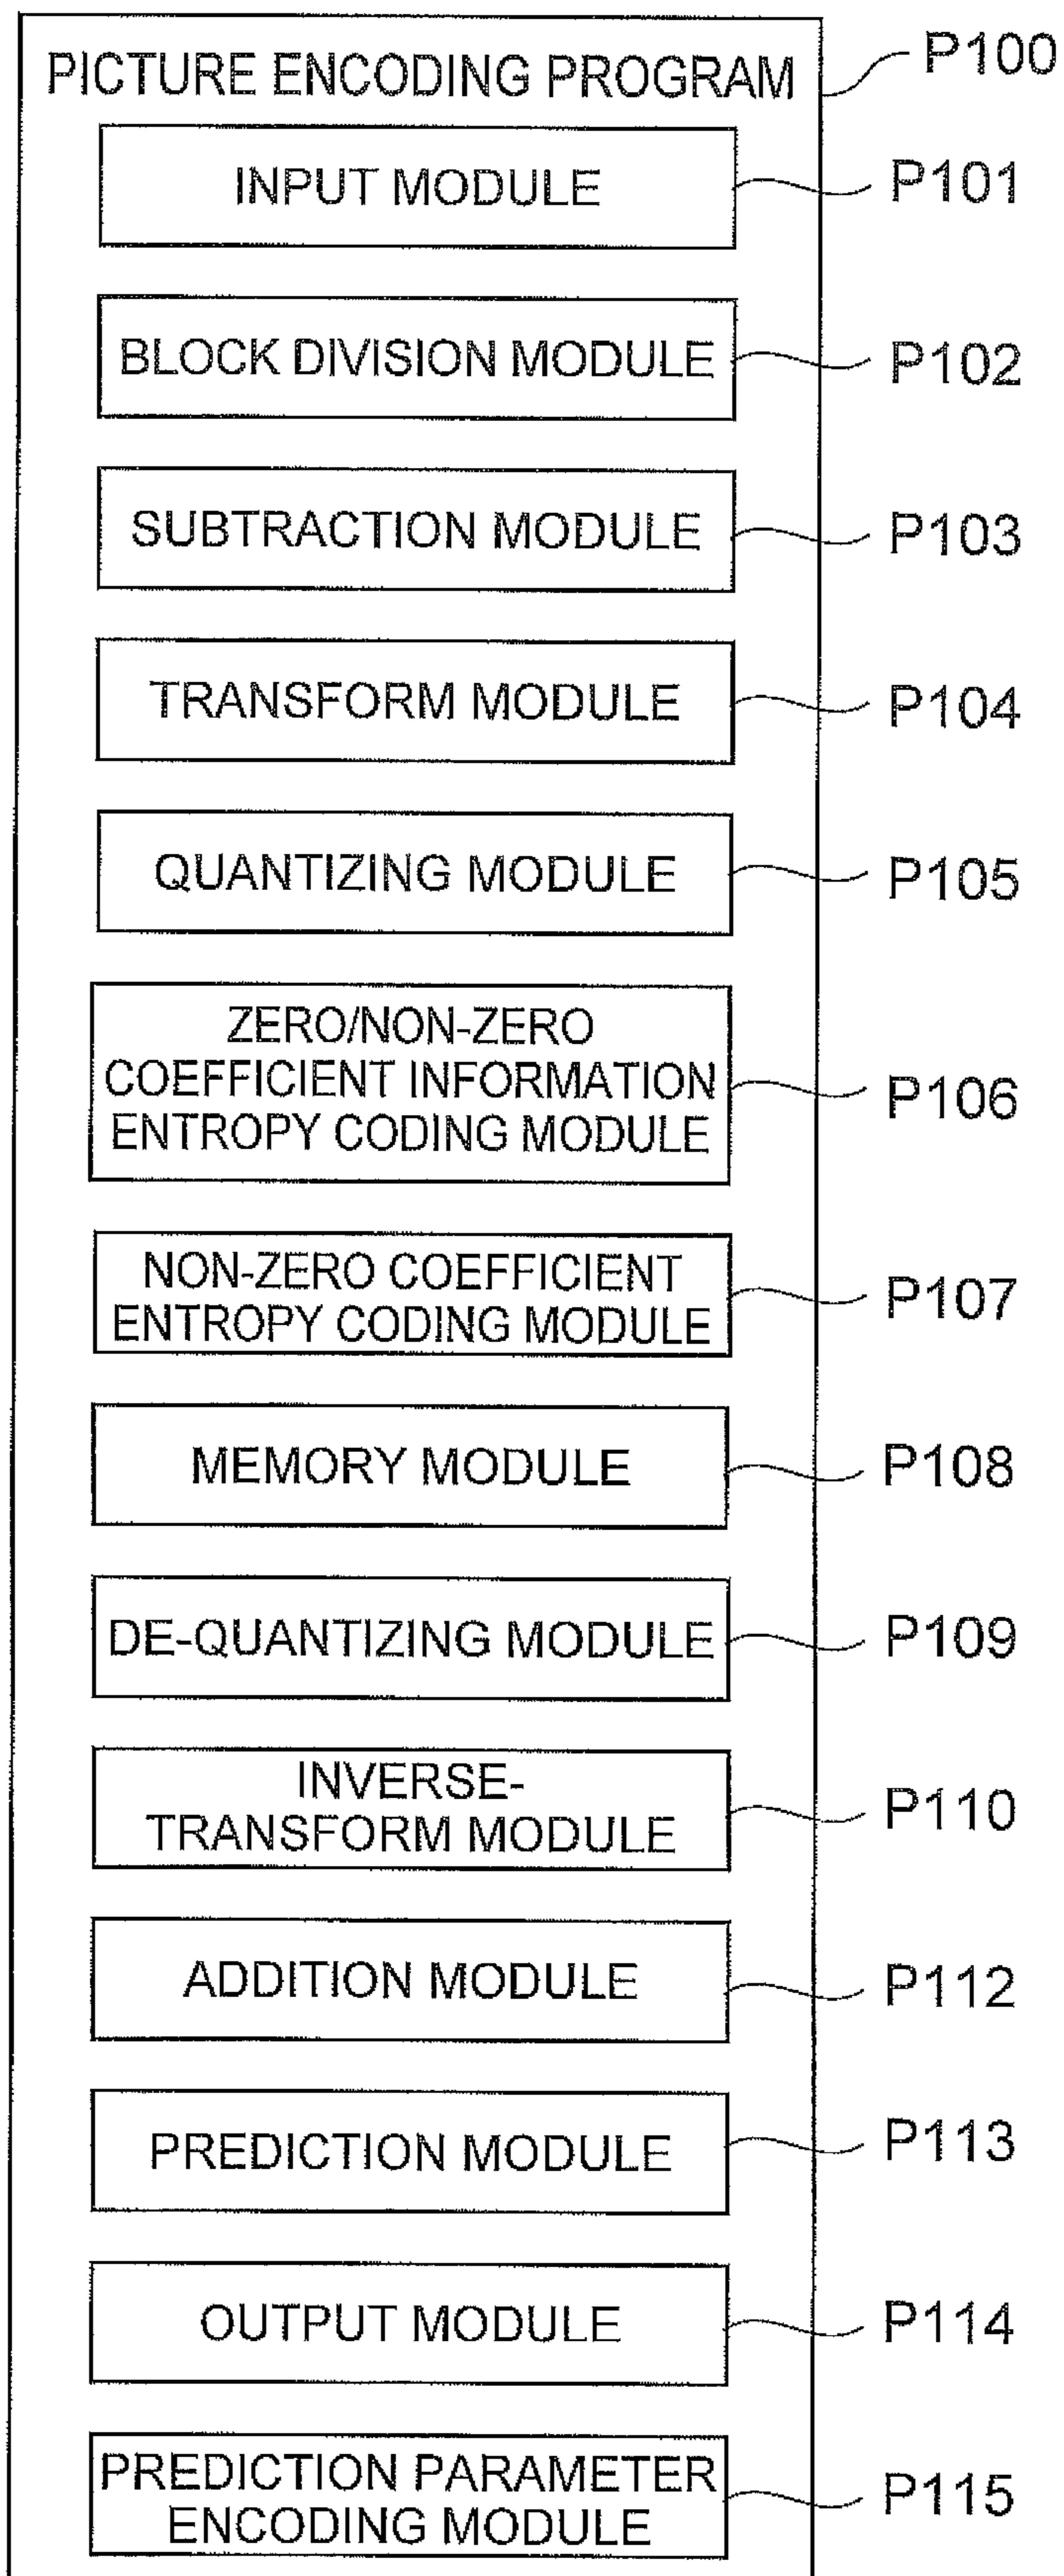 PICTURE ENCODING PROGRAM
P100
INPUT MODULE
P101
BLOCK DIVISION MODULE
P102
SUBTRACTION MODULE
P103
TRANSFORM MODULE
P104
QUANTIZING MODULE
P105
ZERO/NON-ZERO
COEFFICIENT INFORMATION
ENTROPY CODING MODULE
P106
NON-ZERO COEFFICIENT
ENTROPY CODING MODULE
P107
MEMORY MODULE
P108
DE-QUANTIZING MODULE
P109
INVERSE-
TRANSFORM MODULE
P110
ADDITION MODULE
P112
PREDICTION MODULE
P113
OUTPUT MODULE
P114
PREDICTION PARAMETER
ENCODING MODULE
P115